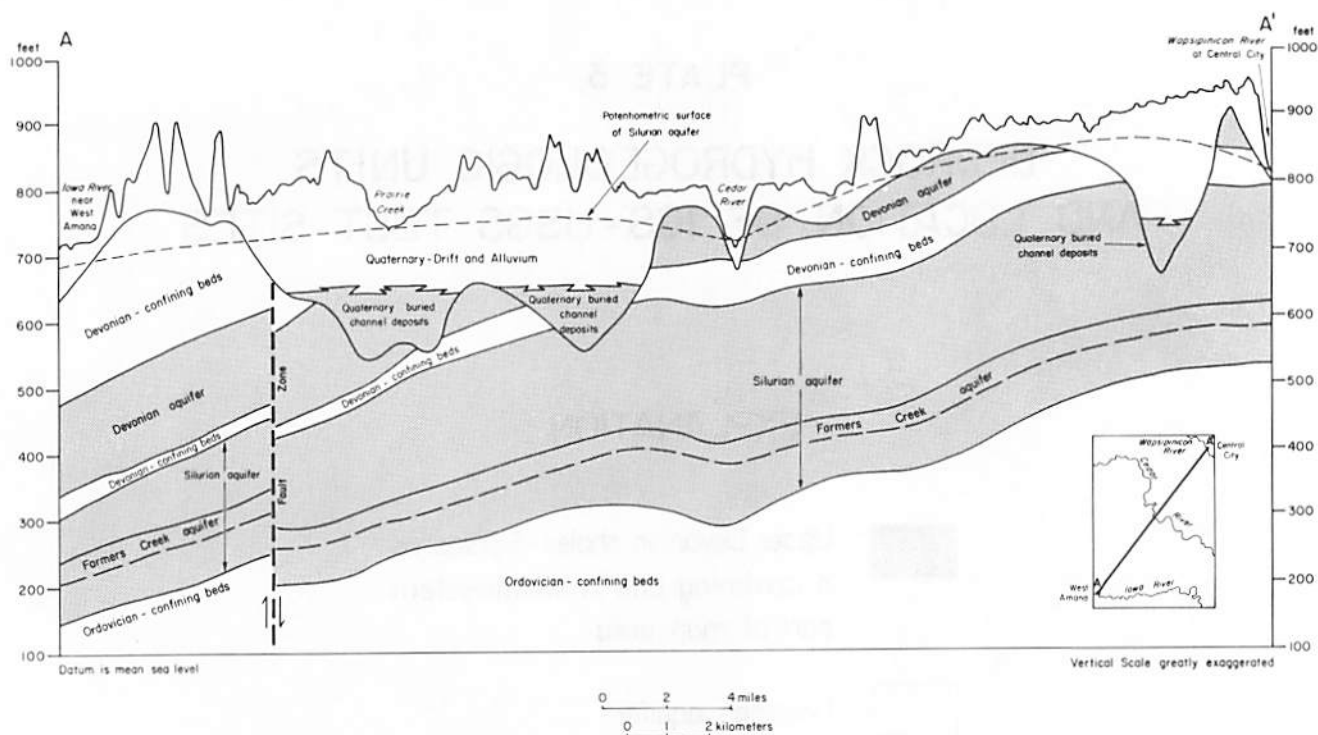 A
A'
feet
feet
Wapsipinicon River
at Central City
1000
900
800
700
600
500
400
300
200
100
1000
900
800
700
600
500
400
300
200
100
Potentiometric surface
of Silurian aquifer
Iowa River
near
West
Amana
Prairie
Creek
Cedar
River
Devonian aquifer
Quaternary - Drift and Alluvium
Devonian - confining beds
Quaternary buried
channel deposits
Devonian - confining beds
Quaternary buried
channel deposits
Quaternary buried
channel
deposits
Devonian - confining beds
Zone
Fault
Silurian aquifer
Devonian aquifer
Farmers Creek aquifer
Devonian - confining beds
Silurian aquifer
Farmers Creek aquifer
Ordovician - confining beds
Ordovician - confining beds
Wapsipinicon
River
A'
Central
City
Cedar
River
A
West
Amana
Iowa River
Datum is mean sea level
Vertical Scale greatly exaggerated
0 2 4 miles
0 1 2 kilometers